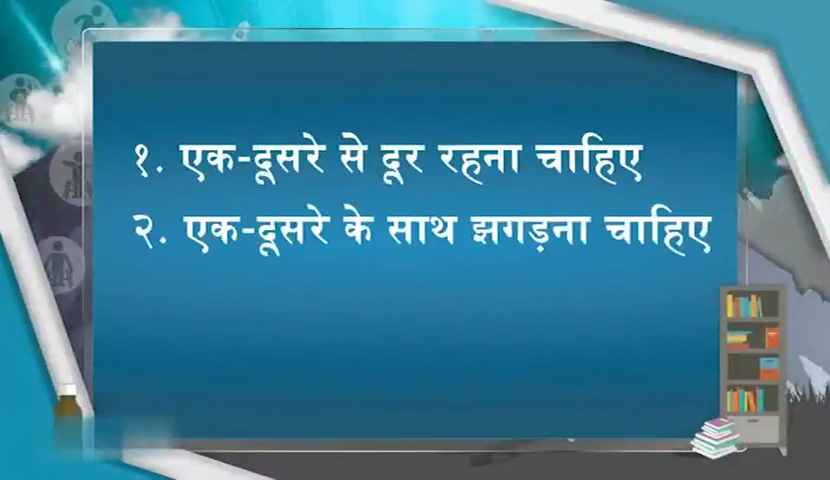 १. एक-दूसरे से दूर रहना चाहिए
२. एक-दूसरे के साथ झगड़ना चाहिए